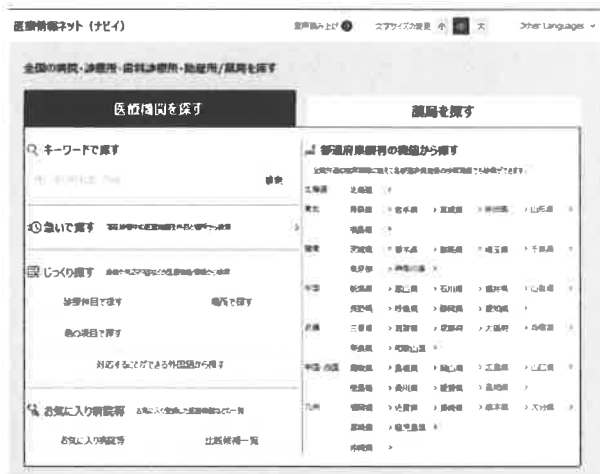 医療情報ネット（ナビイ）
音声読み上げ
文字サイズの変更 小 中 大
Other Languages
全国の病院・診療所・歯科診療所・助産所/薬局を探す
医療機関を探す
薬局を探す
キーワードで探す
検索
急いで探す
じっくり探す
診療科目で探す
場所で探す
他の項目で探す
対応することができる外国語から探す
お気に入り病院等
お気に入り病院等
比較候補一覧
都道府県
の機能から探す
北海道 北海道
東北 青森県 岩手県 宮城県 秋田県 山形県
福島県
関東 茨城県 栃木県 群馬県 埼玉県 千葉県
東京都 神奈川県
中部 新潟県 富山県 石川県 福井県 山梨県
長野県 岐阜県 静岡県 愛知県
近畿 三重県 滋賀県 京都府 大阪府 兵庫県
奈良県 和歌山県
中国・四国 鳥取県 島根県 岡山県 広島県 山口県
徳島県 香川県 愛媛県 高知県
九州 福岡県 佐賀県 長崎県 熊本県 大分県
宮崎県 鹿児島県
沖縄県